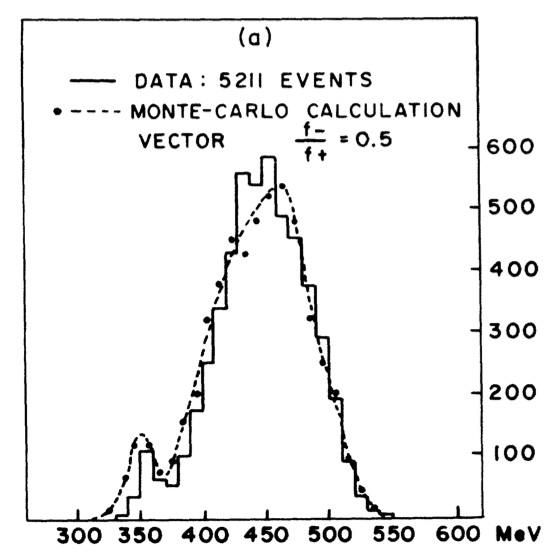 (a)
DATA: 5211 EVENTS
MONTE-CARLO CALCULATION
VECTOR f-/f+ = 0.5
600
500
400
300
200
100
300 350 400 450 500 550 600 MeV